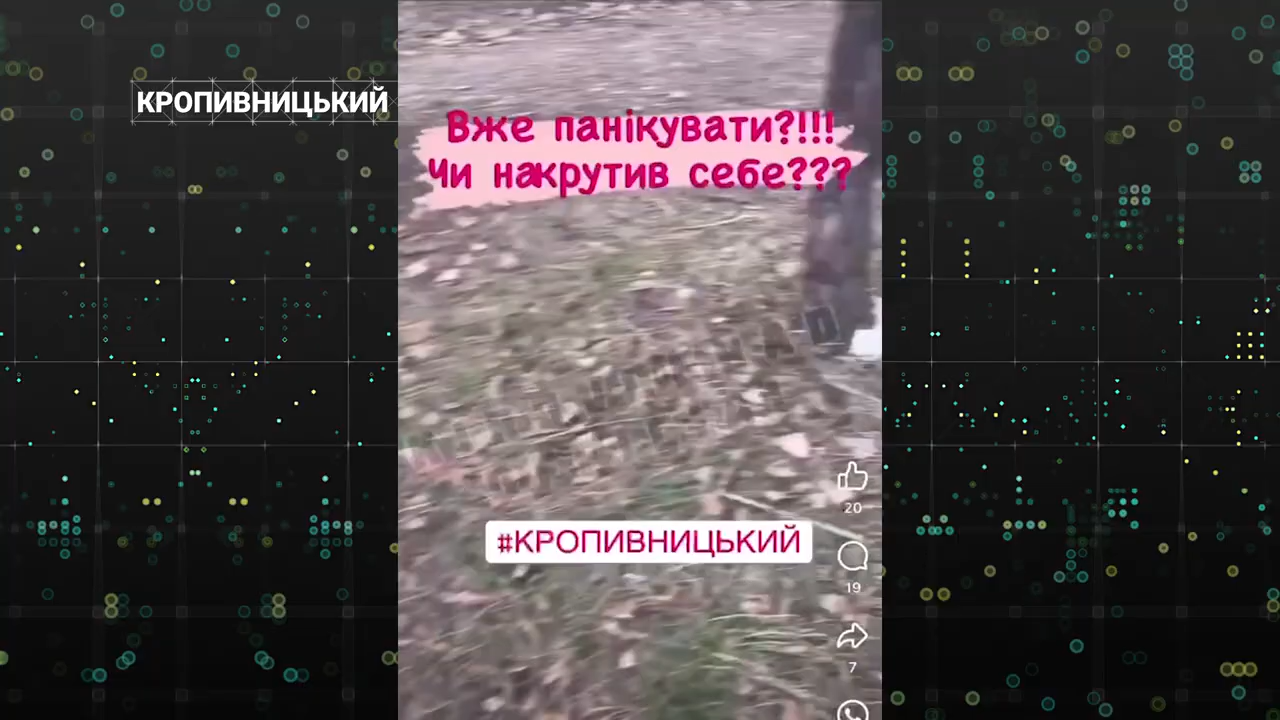 КРОПИВНИЦЬКИЙ
Вже панікувати?!!!
Чи накрутив себе???
#КРОПИВНИЦЬКИЙ
20
19
7